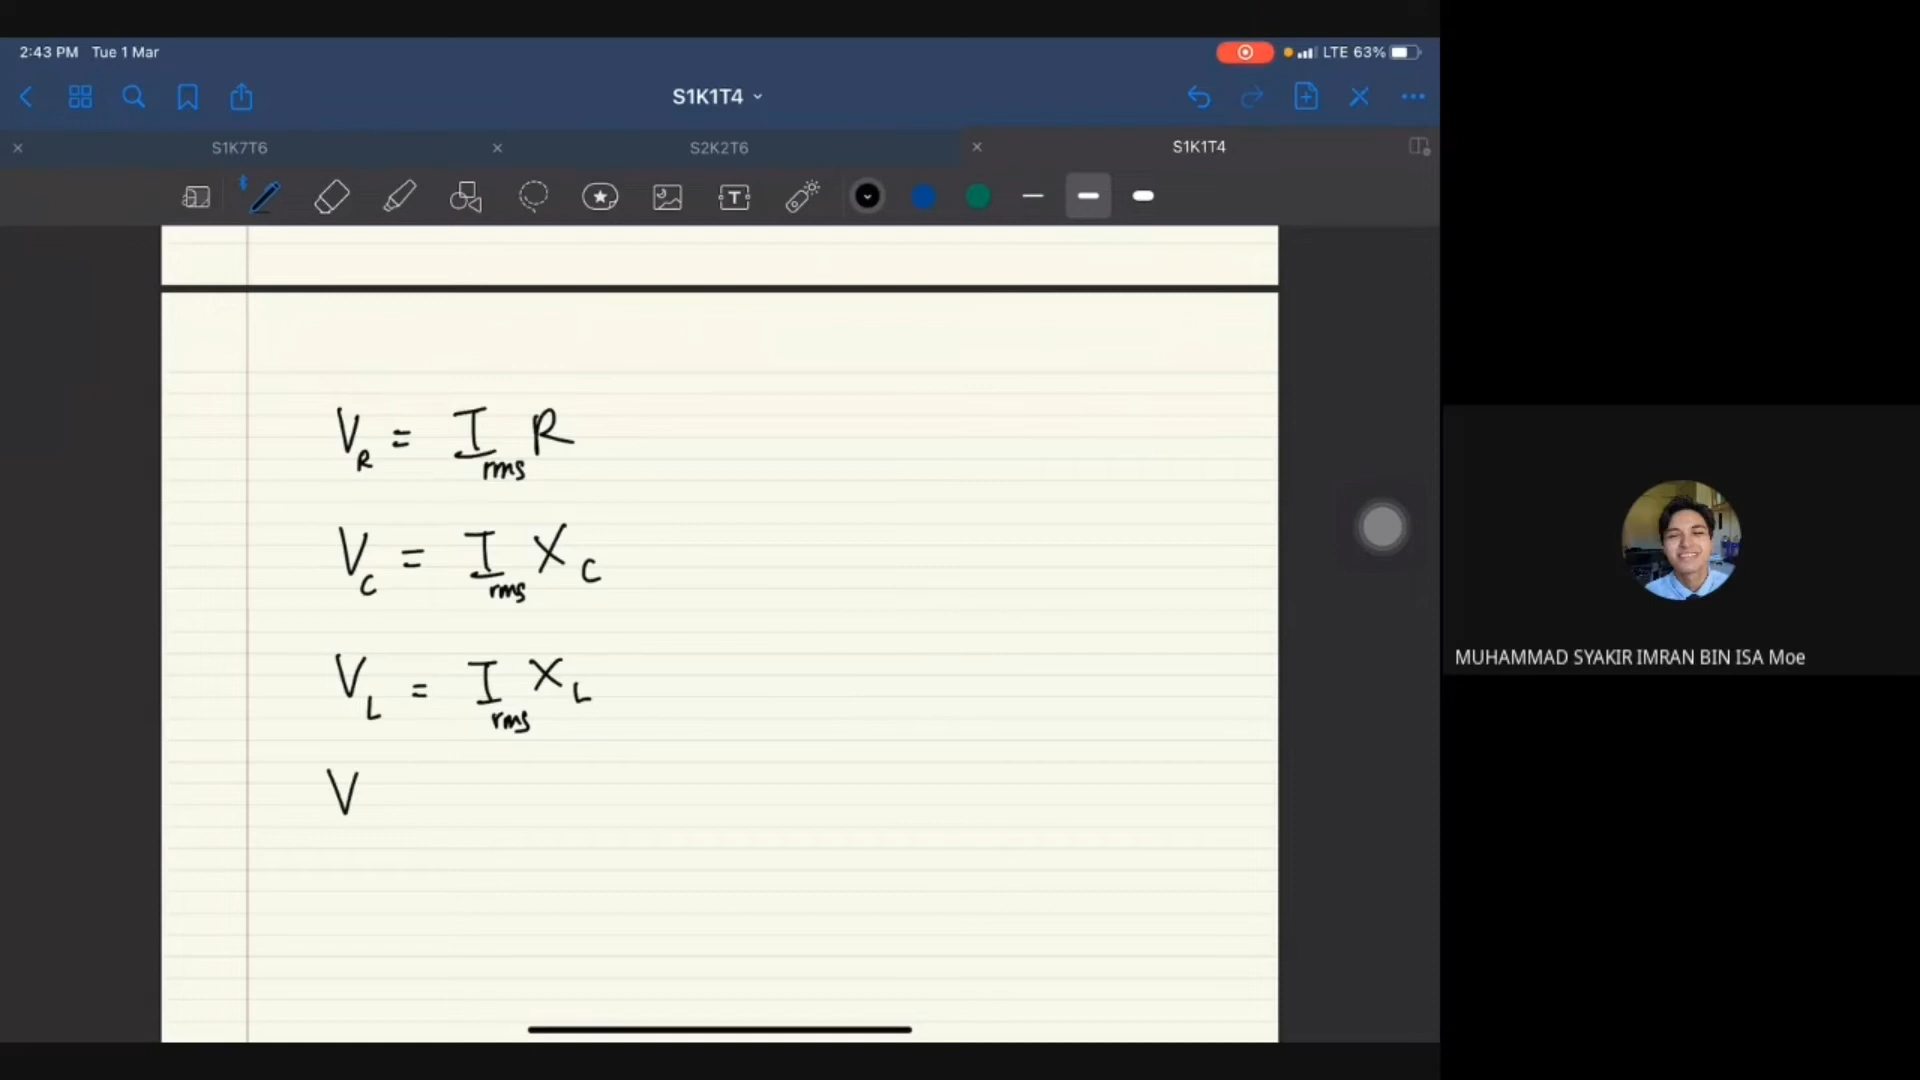 2:43 PM Tue 1 Mar
LTE 63%
S1K1T4
S1K7T6
S2K2T6
S1K1T4
T
V_R = I_rms R
V_C = I_rms X_C
V_L = I_rms X_L
V
MUHAMMAD SYAKIR IMRAN BIN ISA Moe